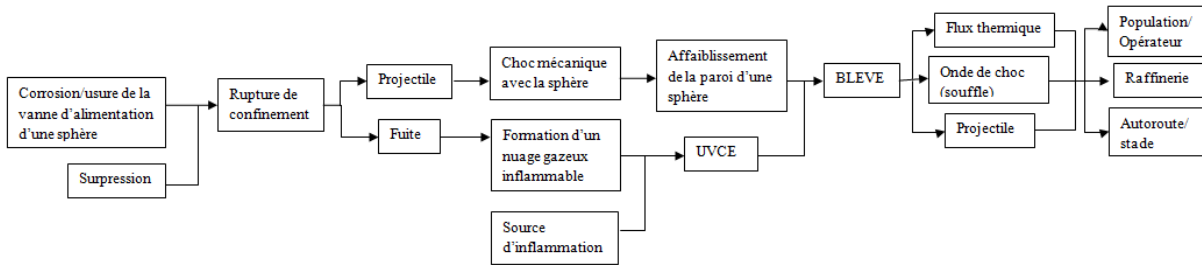 Corrosion/usure de la
vanne d'alimentation
d'une sphère
Surpression
Rupture de
confinement
Projectile
Fuite
Choc mécanique
avec la sphère
Formation d'un
nuage gazeux
inflammable
Source
d'inflammation
Affaiblissement
de la paroi d'une
sphère
UVCE
BLEVE
Flux thermique
Onde de choc
(souffle)
Projectile
Population/
Opérateur
Raffinerie
Autoroute/
stade